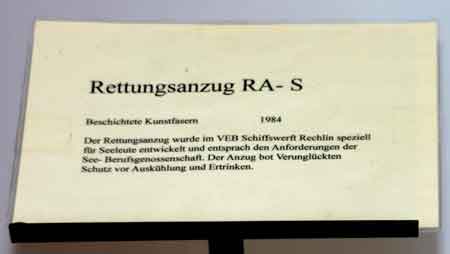 Rettungsanzug RA- S
Beschichtete Kunstfasern 1984
Der Rettungsanzug wurde im VEB Schiffswerft Rechlin speziell
für Seeleute entwickelt und entsprach den Anforderungen der
See- Berufsgenossenschaft. Der Anzug bot Verunglückten
Schutz vor Auskühlung und Ertrinken.